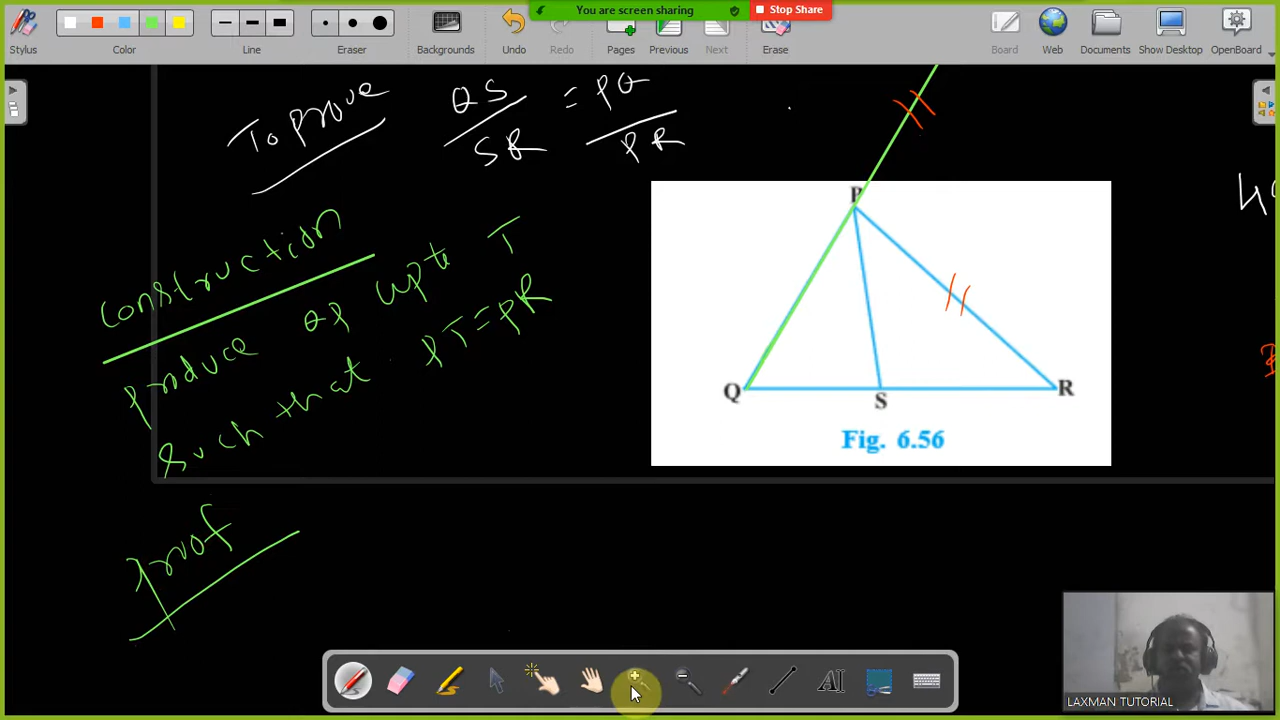 You are screen sharing
Stop Share
Stylus
Color
Line
Eraser
Backgrounds
Undo
Redo
Pages
Previous
Next
Erase
Board
Web
Documents
Show Desktop
OpenBoard
To prove QS/SR = PQ/PR
Construction
produce QP upto T
Such that PT=PR
Proof
P
Q
S
R
Fig. 6.56
AI
LAXMAN TUTORIAL